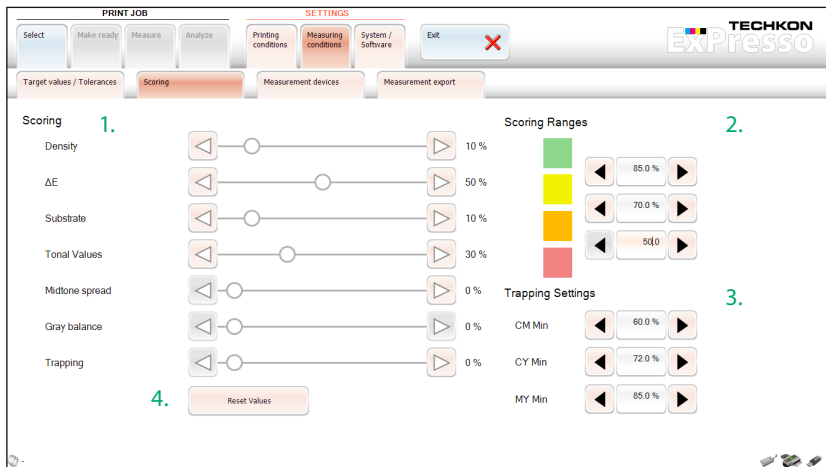 PRINT JOB
SETTINGS
Select
Make ready
Measure
Analyze
Printing
conditions
Measuring
conditions
System /
Software
Exit
TECHKON
ExPresso
Target values / Tolerances
Scoring
Measurement devices
Measurement export
Scoring
1.
Density
10 %
ΔE
50 %
Substrate
10 %
Tonal Values
30 %
Midtone spread
0 %
Gray balance
0 %
Trapping
0 %
4.
Reset Values
Scoring Ranges
2.
85.0 %
70.0 %
50.0
Trapping Settings
3.
CM Min
60.0 %
CY Min
72.0 %
MY Min
85.0 %